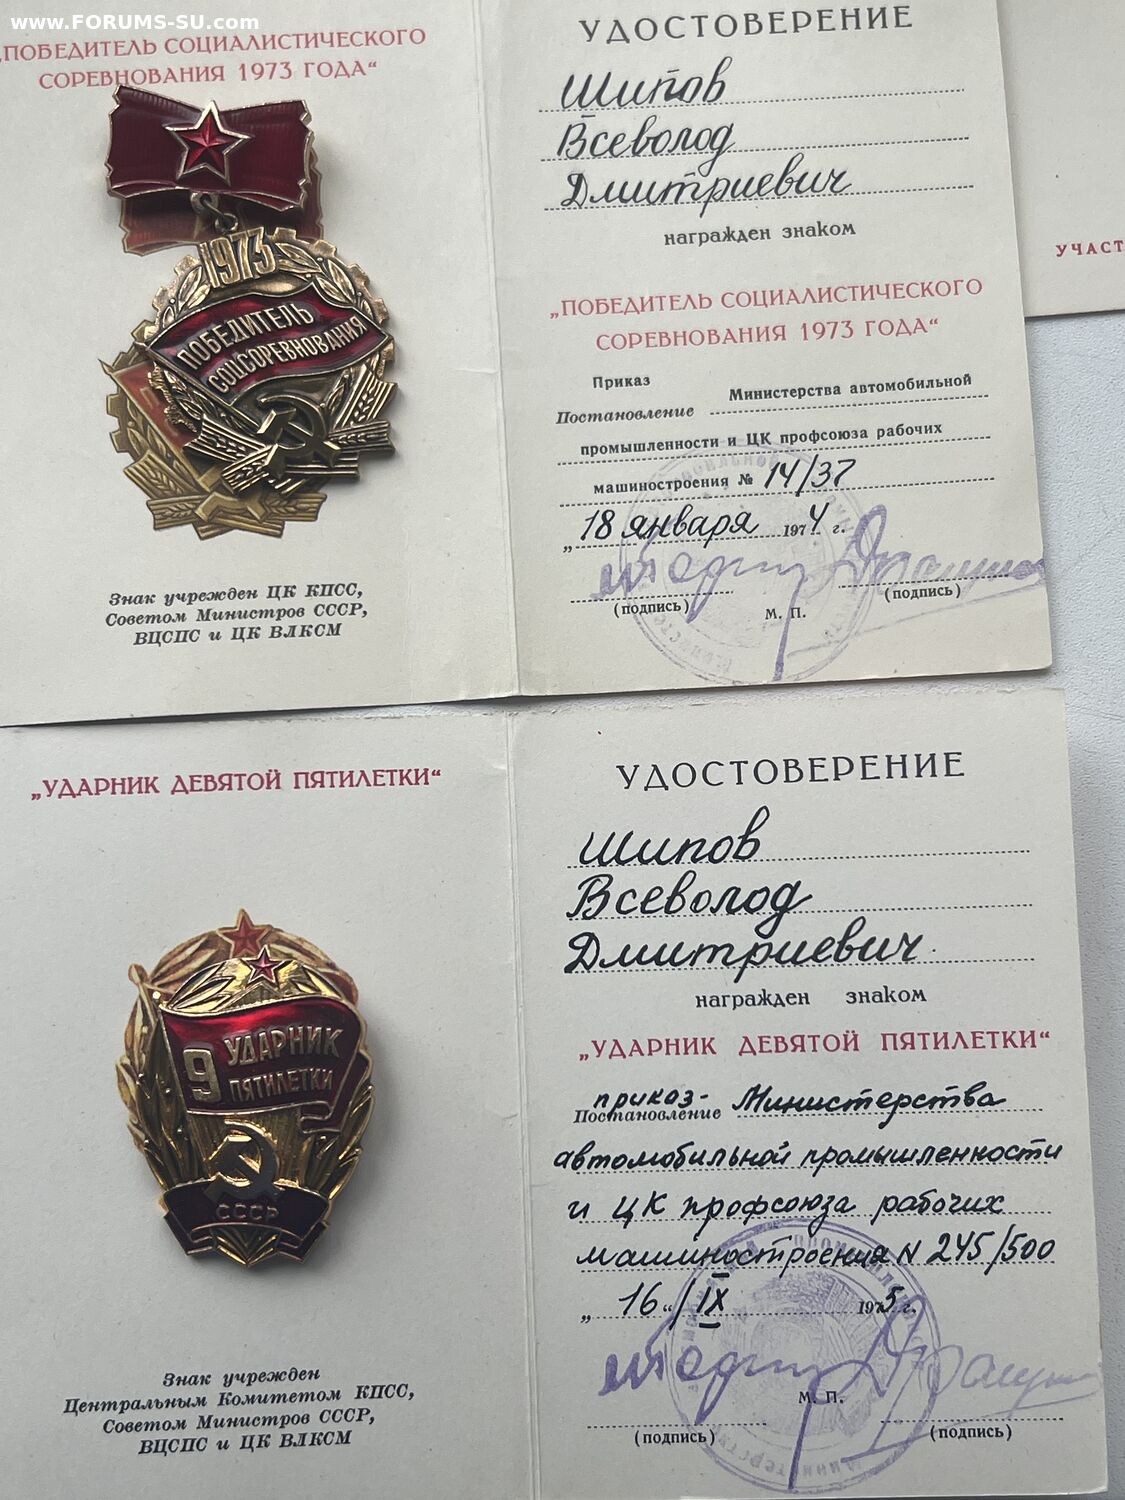 www.FORUMS-SU.com
„ПОБЕДИТЕЛЬ СОЦИАЛИСТИЧЕСКОГО
СОРЕВНОВАНИЯ 1973 ГОДА“
1973
ПОБЕДИТЕЛЬ
СОЦСОРЕВНОВАНИЯ
Знак учрежден ЦК КПСС,
Советом Министров СССР,
ВЦСПС и ЦК ВЛКСМ
УДОСТОВЕРЕНИЕ
Шипов
Всеволод
Дмитриевич
награжден знаком
„ПОБЕДИТЕЛЬ СОЦИАЛИСТИЧЕСКОГО
СОРЕВНОВАНИЯ 1973 ГОДА“
Приказ
Постановление Министерства автомобильной
промышленности и ЦК профсоюза рабочих
машиностроения № 14/37
„18 января 1974 г.
(подпись) М. П. (подпись)
УЧАСТ
„УДАРНИК ДЕВЯТОЙ ПЯТИЛЕТКИ“
9 УДАРНИК
ПЯТИЛЕТКИ
СССР
Знак учрежден
Центральным Комитетом КПСС,
Советом Министров СССР,
ВЦСПС и ЦК ВЛКСМ
УДОСТОВЕРЕНИЕ
Шипов
Всеволод
Дмитриевич
награжден знаком
„УДАРНИК ДЕВЯТОЙ ПЯТИЛЕТКИ“
приказ-
Постановление Министерства
автомобильной промышленности
и ЦК профсоюза рабочих
машиностроения N 245/500
„16“/IX 1975 г.
М. П.
(подпись) (подпись)